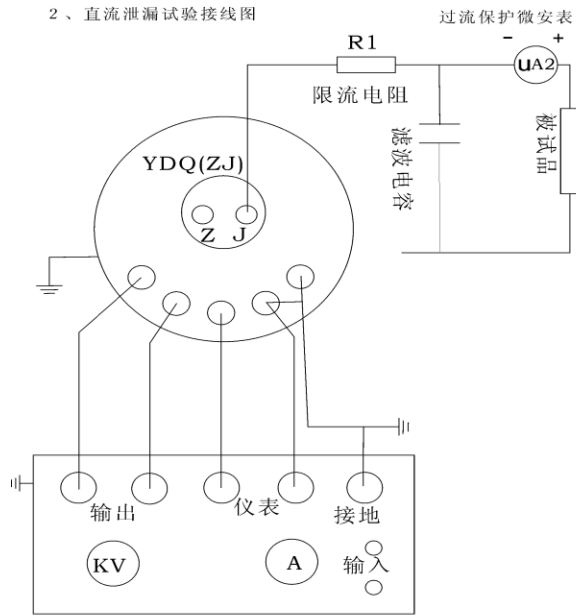 2、直流泄漏试验接线图
过流保护微安表
R1
- +
uA2
限流电阻
滤波电容
被试品
YDQ(ZJ)
Z J
输出
仪表
接地
KV
A
输入